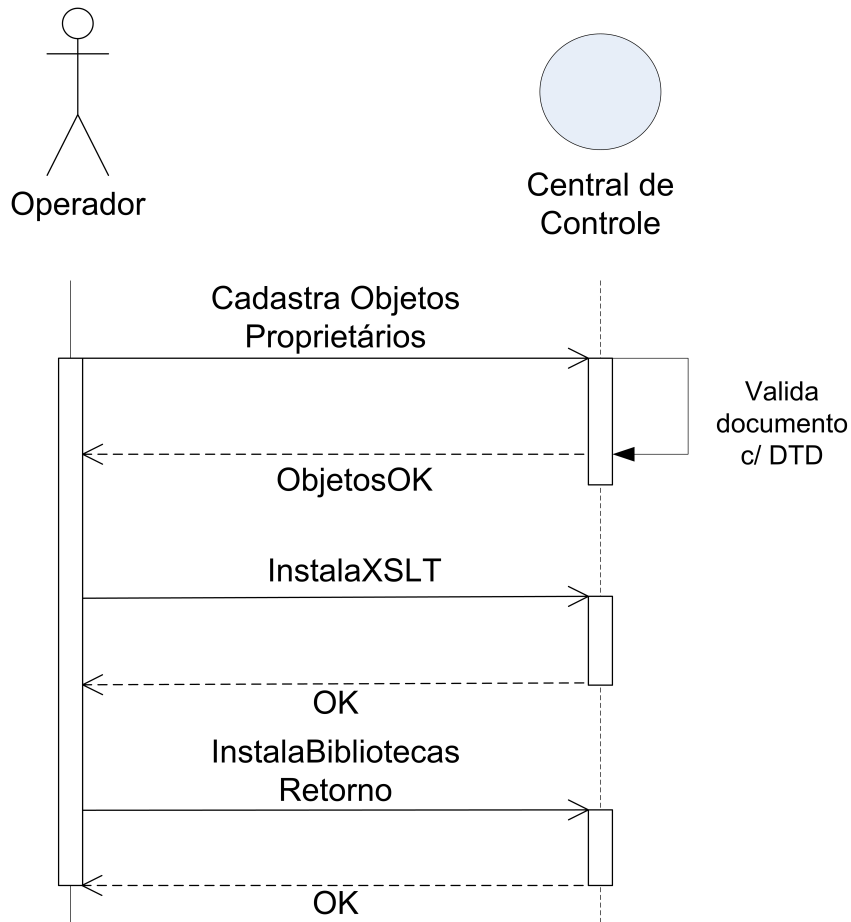 Operador
Central de
Controle
Cadastra Objetos
Proprietários
Valida
documento
c/ DTD
ObjetosOK
InstalaXSLT
OK
InstalaBibliotecas
Retorno
OK